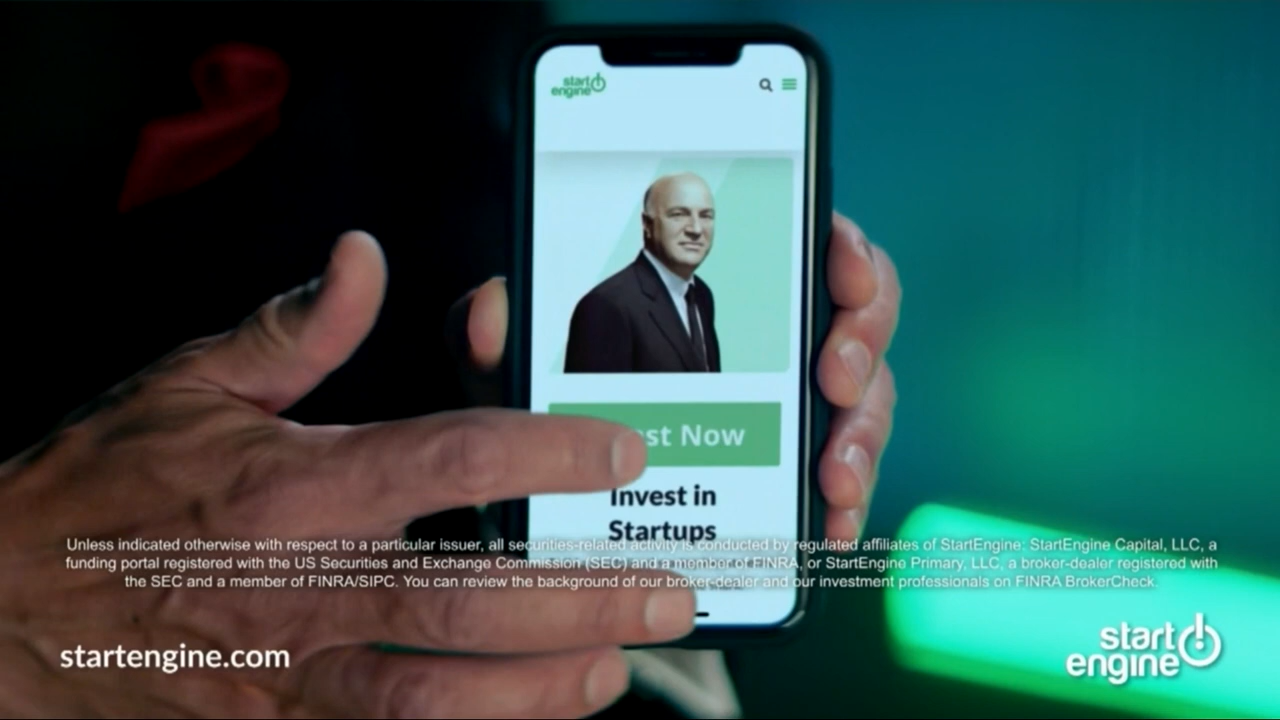 start
engine
est Now
Invest in
Startups
Unless indicated otherwise with respect to a particular issuer, all securities-related activity is conducted by regulated affiliates of StartEngine: StartEngine Capital, LLC, a
funding portal registered with the US Securities and Exchange Commission (SEC) and a member of FINRA, or StartEngine Primary, LLC, a broker-dealer registered with
the SEC and a member of FINRA/SIPC. You can review the background of our broker-dealer and our investment professionals on FINRA BrokerCheck.
startengine.com
start
engine